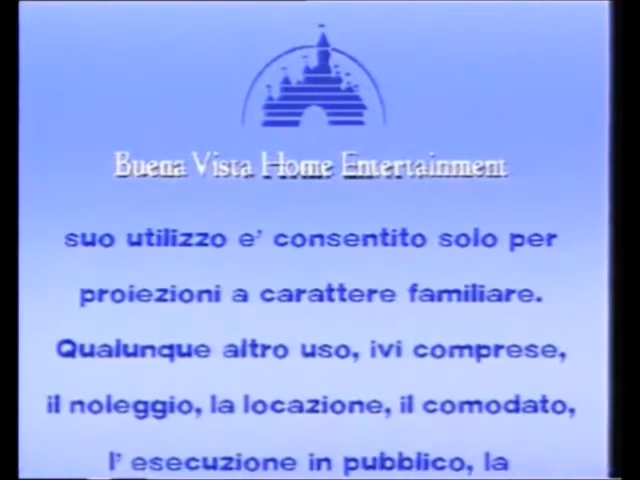 Buena Vista Home Entertainment
suo utilizzo e' consentito solo per
proiezioni a carattere familiare.
Qualunque altro uso, ivi comprese,
il noleggio, la locazione, il comodato,
l' esecuzione in pubblico, la